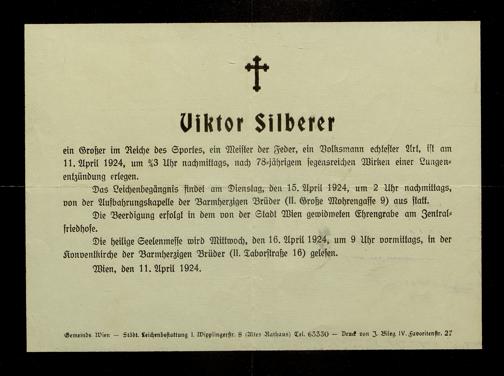 Viktor Silberer
ein Großer im Reiche des Sportes, ein Meister der Feder, ein Volksmann echtester Art, ist am
11. April 1924, um ¾3 Uhr nachmittags, nach 78-jährigem segensreichen Wirken einer Lungen-
entzündung erlegen.
Das Leichenbegängnis findet am Dienstag, den 15. April 1924, um 2 Uhr nachmittags,
von der Aufbahrungskapelle der Barmherzigen Brüder (II. Große Mohrengasse 9) aus statt.
Die Beerdigung erfolgt in dem von der Stadt Wien gewidmeten Ehrengrabe am Zentral-
friedhofe.
Die heilige Seelenmesse wird Mittwoch, den 16. April 1924, um 9 Uhr vormittags, in der
Konventkirche der Barmherzigen Brüder (II. Taborstraße 16) gelesen.
Wien, den 11. April 1924.
Gemeinde Wien — Städt. Leichenbestattung I. Wipplingerstr. 8 (Altes Rathaus) Tel. 63330 — Druck von J. Bileg IV. Favoritenstr. 27